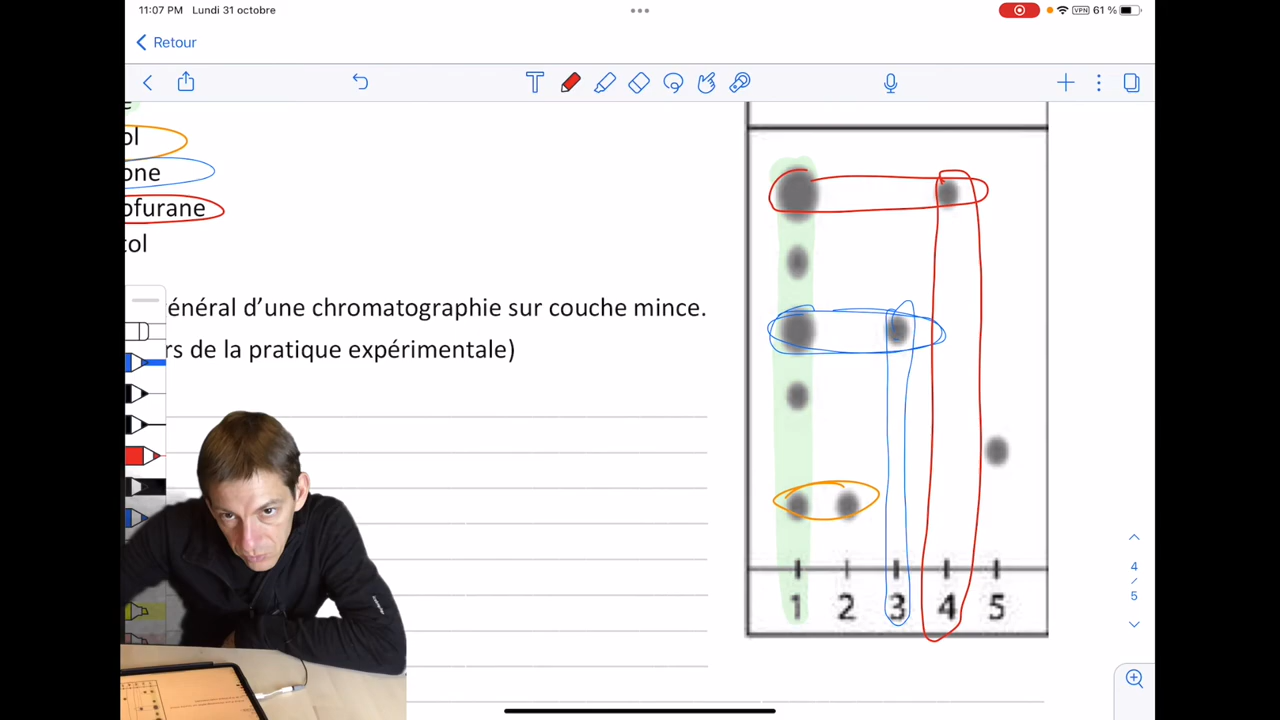 11:07 PM Lundi 31 octobre
VPN 61 %
Retour
ol
one
ofurane
tol
énéral d’une chromatographie sur couche mince.
rs de la pratique expérimentale)
1 2 3 4 5
4
/
5